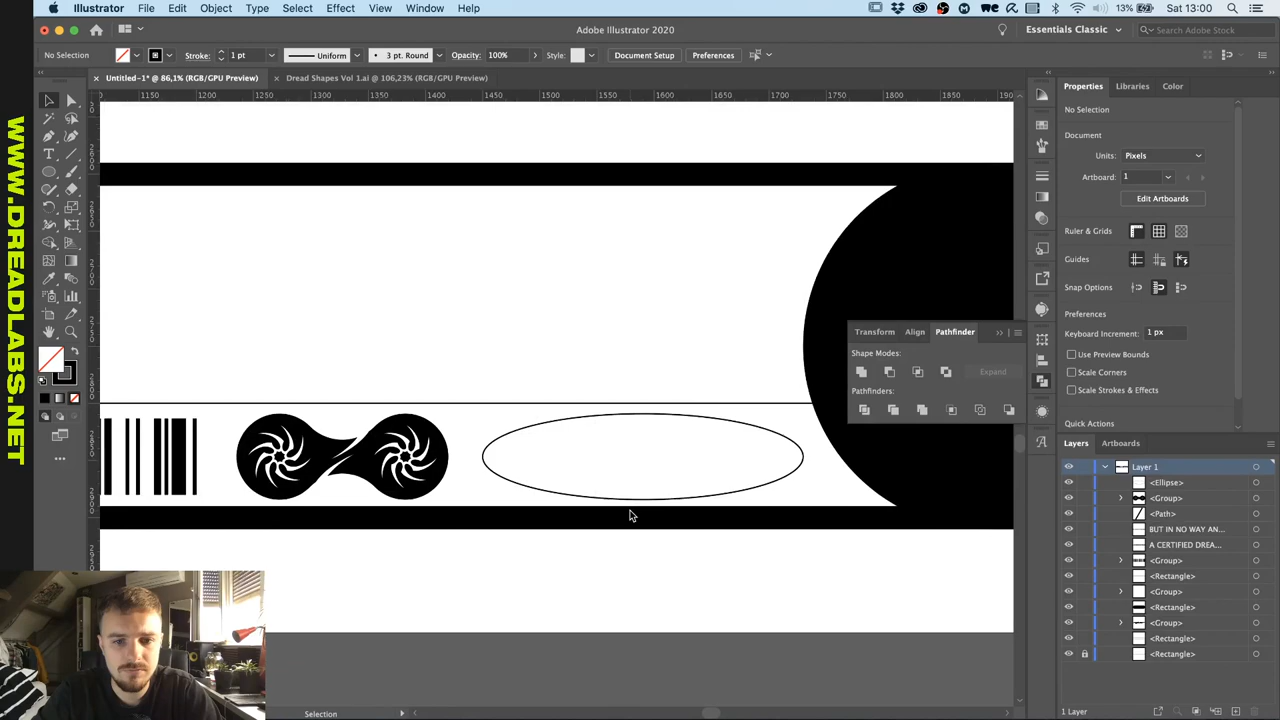 Illustrator File Edit Object Type Select Effect View Window Help 13% Sat 13:00
Adobe Illustrator 2020
Essentials Classic
Search Adobe Stock
No Selection Stroke: 1 pt Uniform 3 pt. Round Opacity: 100% Style: Document Setup Preferences
Untitled-1* @ 86,1% (RGB/GPU Preview) Dread Shapes Vol 1.ai @ 106,23% (RGB/GPU Preview)
1150 1200 1250 1300 1350 1400 1450 1500 1550 1600 1650 1700 1750 1800 1850 1900
WWW.DREADLABS.NET
Properties Libraries Color
No Selection
Document
Units: Pixels
Artboard: 1
Edit Artboards
Ruler & Grids
Guides
Snap Options
Preferences
Keyboard Increment: 1 px
Use Preview Bounds
Scale Corners
Scale Strokes & Effects
Quick Actions
Transform Align Pathfinder
Shape Modes:
Expand
Pathfinders:
Layers Artboards
Layer 1
<Ellipse>
<Group>
<Path>
BUT IN NO WAY AN...
A CERTIFIED DREA...
<Group>
<Rectangle>
<Group>
<Rectangle>
<Group>
<Rectangle>
<Rectangle>
1 Layer
Selection